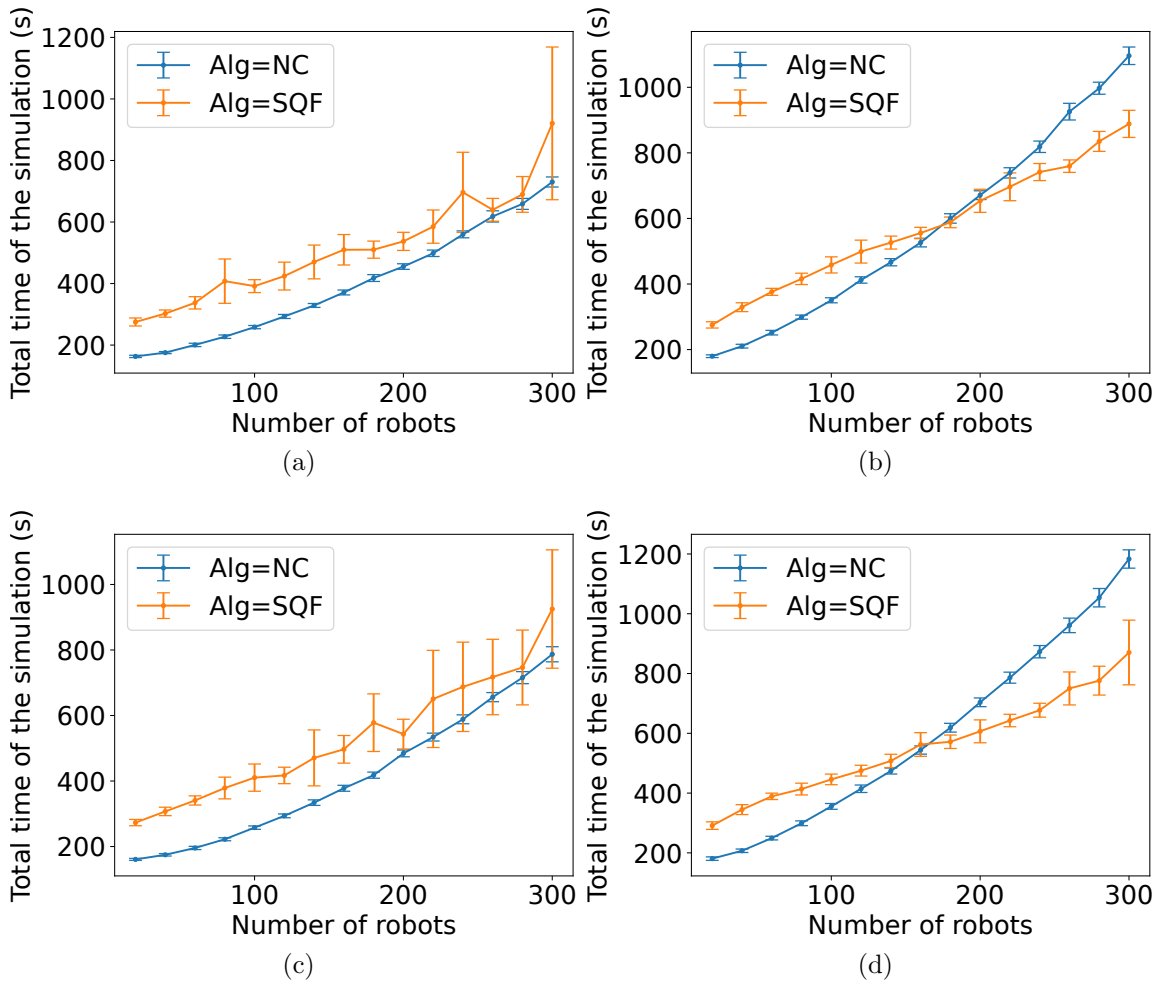 Total time of the simulation (s)
1200
1000
800
600
400
200
Alg=NC
Alg=SQF
100
200
300
Number of robots
(a)
Total time of the simulation (s)
1000
800
600
400
200
Alg=NC
Alg=SQF
100
200
300
Number of robots
(b)
Total time of the simulation (s)
1000
800
600
400
200
Alg=NC
Alg=SQF
100
200
300
Number of robots
(c)
Total time of the simulation (s)
1200
1000
800
600
400
200
Alg=NC
Alg=SQF
100
200
300
Number of robots
(d)